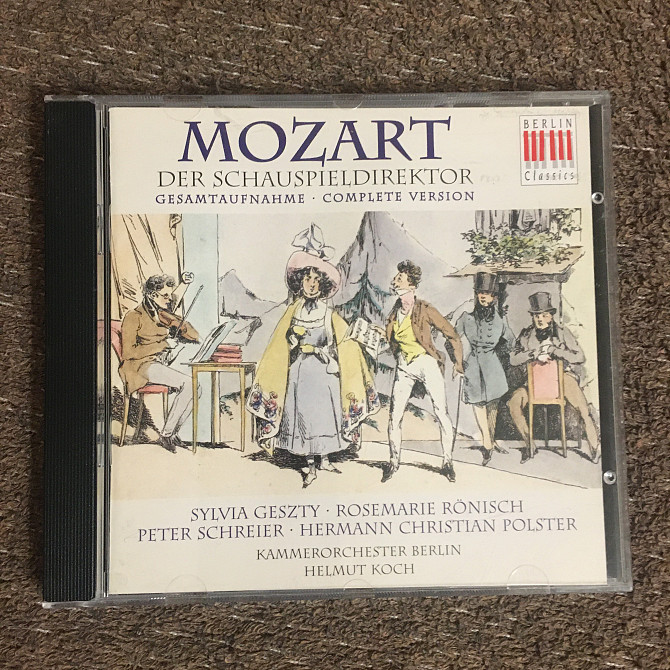 MOZART
DER SCHAUSPIELDIREKTOR
GESAMTAUFNAHME · COMPLETE VERSION
BERLIN
Classics
SYLVIA GESZTY · ROSEMARIE RÖNISCH
PETER SCHREIER · HERMANN CHRISTIAN POLSTER
KAMMERORCHESTER BERLIN
HELMUT KOCH